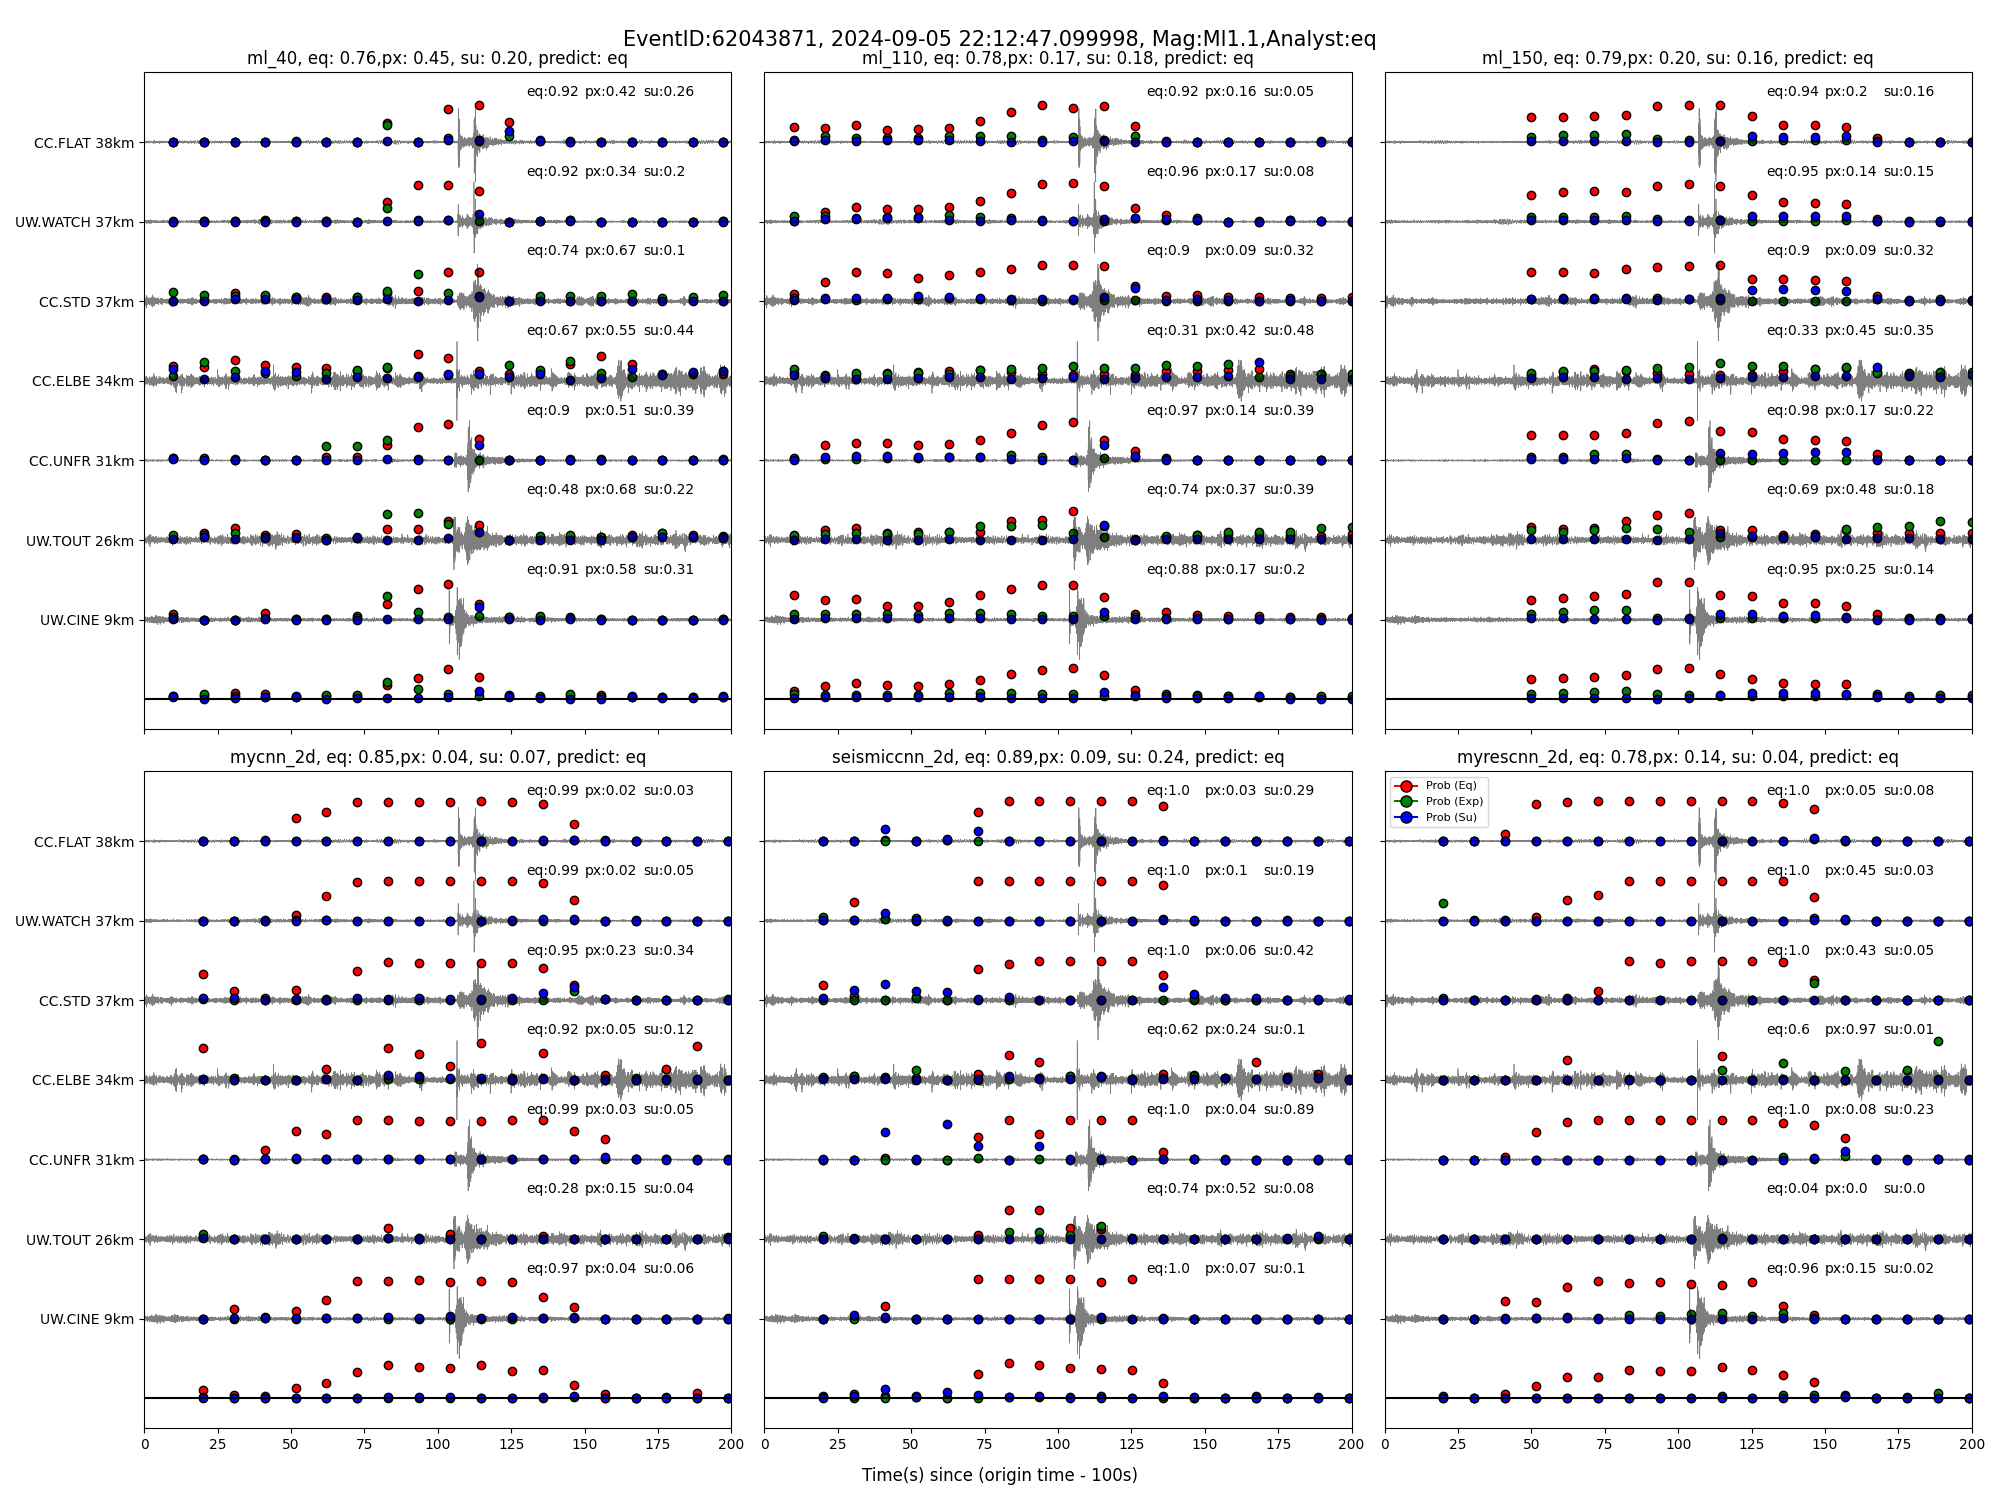 EventID:62043871, 2024-09-05 22:12:47.099998, Mag:Ml1.1,Analyst:eq
ml_40, eq: 0.76,px: 0.45, su: 0.20, predict: eq
CC.FLAT 38km
eq:0.92 px:0.42 su:0.26
UW.WATCH 37km
eq:0.92 px:0.34 su:0.2
CC.STD 37km
eq:0.74 px:0.67 su:0.1
CC.ELBE 34km
eq:0.67 px:0.55 su:0.44
CC.UNFR 31km
eq:0.9 px:0.51 su:0.39
UW.TOUT 26km
eq:0.48 px:0.68 su:0.22
UW.CINE 9km
eq:0.91 px:0.58 su:0.31
ml_110, eq: 0.78,px: 0.17, su: 0.18, predict: eq
eq:0.92 px:0.16 su:0.05
eq:0.96 px:0.17 su:0.08
eq:0.9 px:0.09 su:0.32
eq:0.31 px:0.42 su:0.48
eq:0.97 px:0.14 su:0.39
eq:0.74 px:0.37 su:0.39
eq:0.88 px:0.17 su:0.2
ml_150, eq: 0.79,px: 0.20, su: 0.16, predict: eq
eq:0.94 px:0.2 su:0.16
eq:0.95 px:0.14 su:0.15
eq:0.9 px:0.09 su:0.32
eq:0.33 px:0.45 su:0.35
eq:0.98 px:0.17 su:0.22
eq:0.69 px:0.48 su:0.18
eq:0.95 px:0.25 su:0.14
mycnn_2d, eq: 0.85,px: 0.04, su: 0.07, predict: eq
CC.FLAT 38km
eq:0.99 px:0.02 su:0.03
UW.WATCH 37km
eq:0.99 px:0.02 su:0.05
CC.STD 37km
eq:0.95 px:0.23 su:0.34
CC.ELBE 34km
eq:0.92 px:0.05 su:0.12
CC.UNFR 31km
eq:0.99 px:0.03 su:0.05
UW.TOUT 26km
eq:0.28 px:0.15 su:0.04
UW.CINE 9km
eq:0.97 px:0.04 su:0.06
0 25 50 75 100 125 150 175 200
seismiccnn_2d, eq: 0.89,px: 0.09, su: 0.24, predict: eq
eq:1.0 px:0.03 su:0.29
eq:1.0 px:0.1 su:0.19
eq:1.0 px:0.06 su:0.42
eq:0.62 px:0.24 su:0.1
eq:1.0 px:0.04 su:0.89
eq:0.74 px:0.52 su:0.08
eq:1.0 px:0.07 su:0.1
0 25 50 75 100 125 150 175 200
myrescnn_2d, eq: 0.78,px: 0.14, su: 0.04, predict: eq
Prob (Eq)
Prob (Exp)
Prob (Su)
eq:1.0 px:0.05 su:0.08
eq:1.0 px:0.45 su:0.03
eq:1.0 px:0.43 su:0.05
eq:0.6 px:0.97 su:0.01
eq:1.0 px:0.08 su:0.23
eq:0.04 px:0.0 su:0.0
eq:0.96 px:0.15 su:0.02
0 25 50 75 100 125 150 175 200
Time(s) since (origin time - 100s)